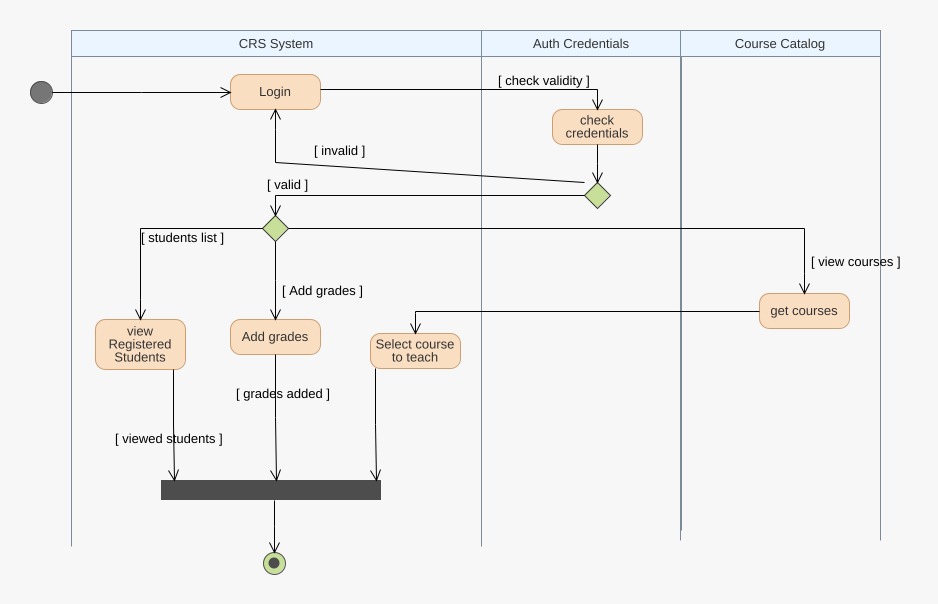 CRS System
Auth Credentials
Course Catalog
Login
[ check validity ]
check
credentials
[ invalid ]
[ valid ]
[ students list ]
[ view courses ]
[ Add grades ]
get courses
view
Registered
Students
Add grades
Select course
to teach
[ grades added ]
[ viewed students ]